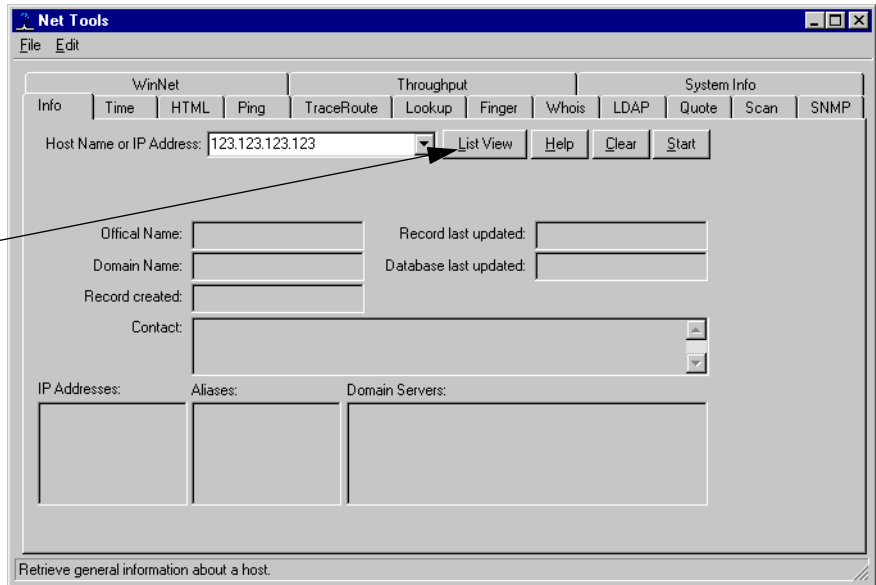 Net Tools
File Edit
WinNet Throughput System Info
Info Time HTML Ping TraceRoute Lookup Finger Whois LDAP Quote Scan SNMP
Host Name or IP Address: 123.123.123.123 List View Help Clear Start
Offical Name: Record last updated:
Domain Name: Database last updated:
Record created:
Contact:
IP Addresses: Aliases: Domain Servers:
Retrieve general information about a host.